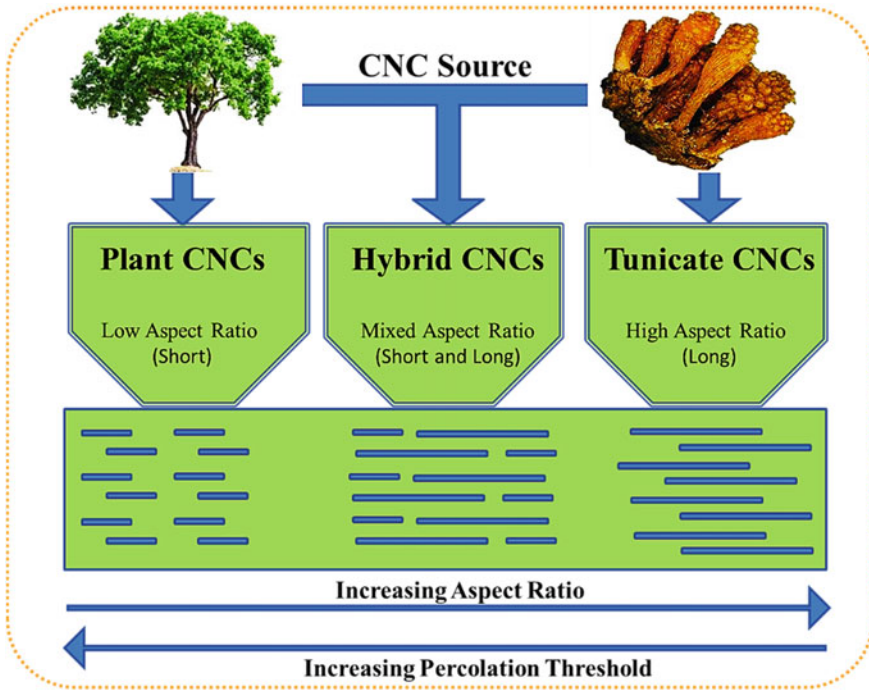 CNC Source
Plant CNCs
Low Aspect Ratio
(Short)
Hybrid CNCs
Mixed Aspect Ratio
(Short and Long)
Tunicate CNCs
High Aspect Ratio
(Long)
Increasing Aspect Ratio
Increasing Percolation Threshold